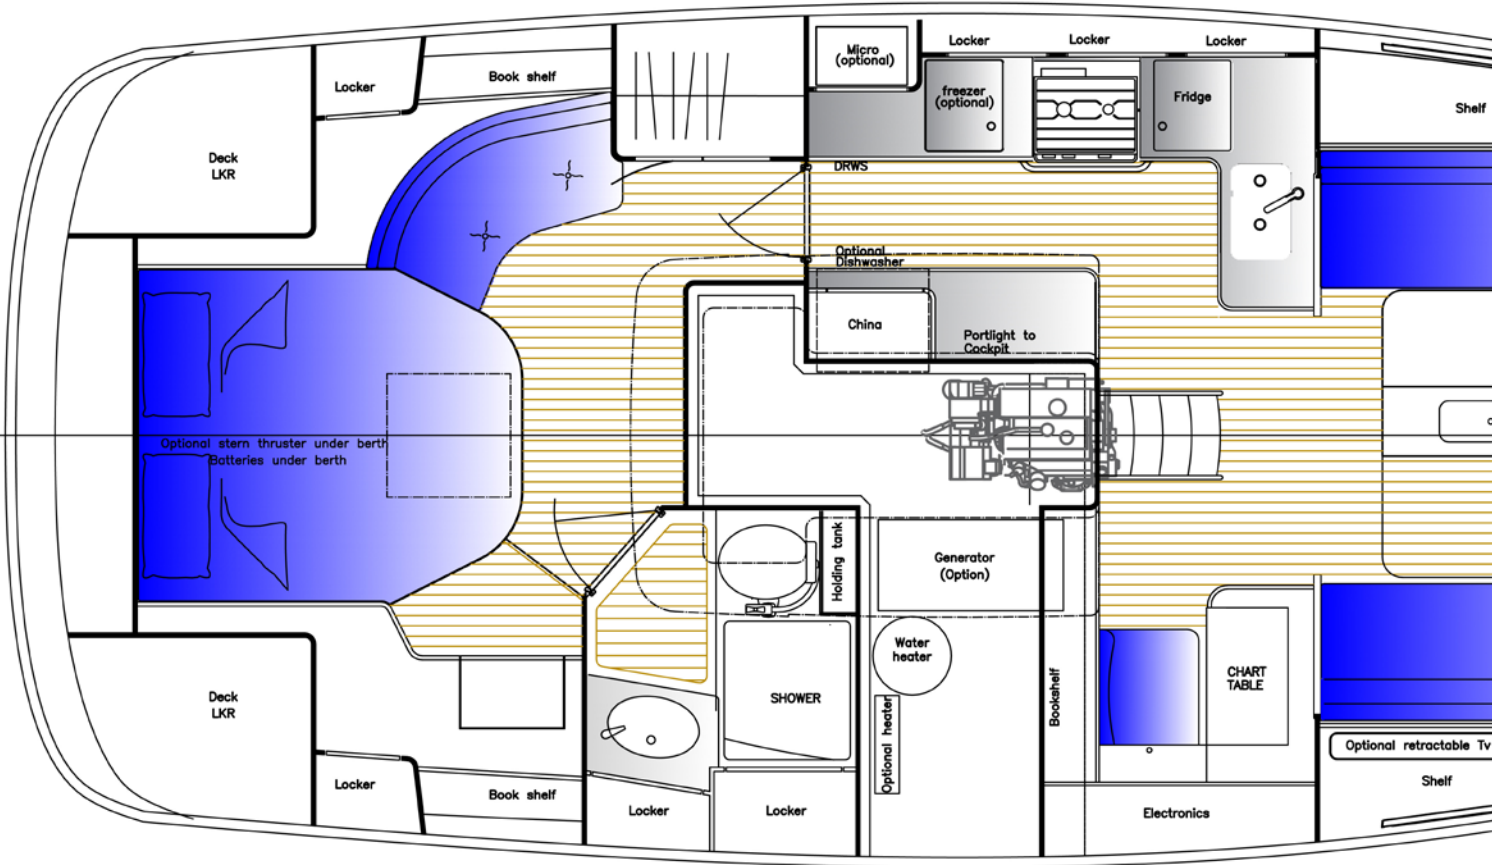 Micro
(optional)
Locker
Locker
Locker
Locker
Book shelf
freezer
(optional)
Fridge
Shelf
Deck
LKR
DRWS
Optional
Dishwasher
China
Portlight to
Cockpit
Optional stern thruster under berth
Batteries under berth
Holding tank
Generator
(Option)
Water
heater
Deck
LKR
SHOWER
Bookshelf
CHART
TABLE
Optional heater
Optional retractable Tv
Locker
Book shelf
Shelf
Locker
Locker
Electronics